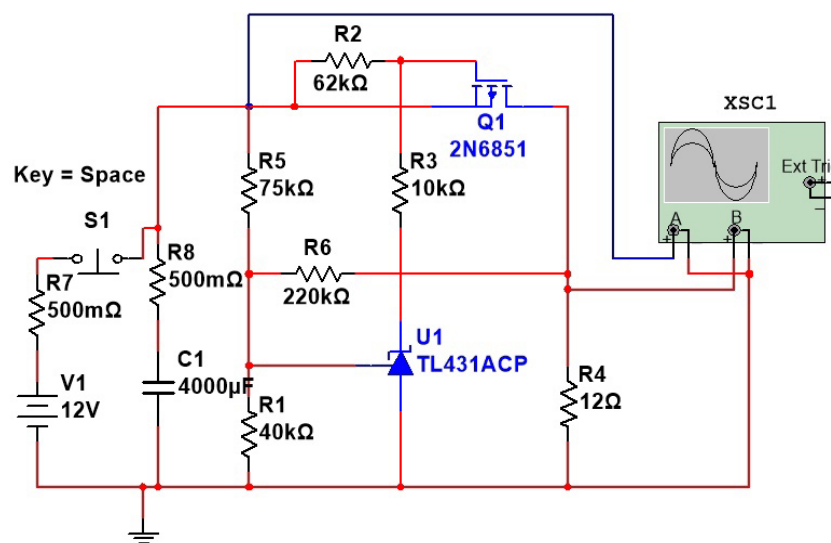 R2
62kΩ
XSC1
Q1
2N6851
Ext Tri
+
−
R5
75kΩ
R3
10kΩ
Key = Space
S1
A
B
+
−
+
−
R6
220kΩ
R8
500mΩ
R7
500mΩ
U1
TL431ACP
C1
4000µF
R4
12Ω
V1
12V
R1
40kΩ